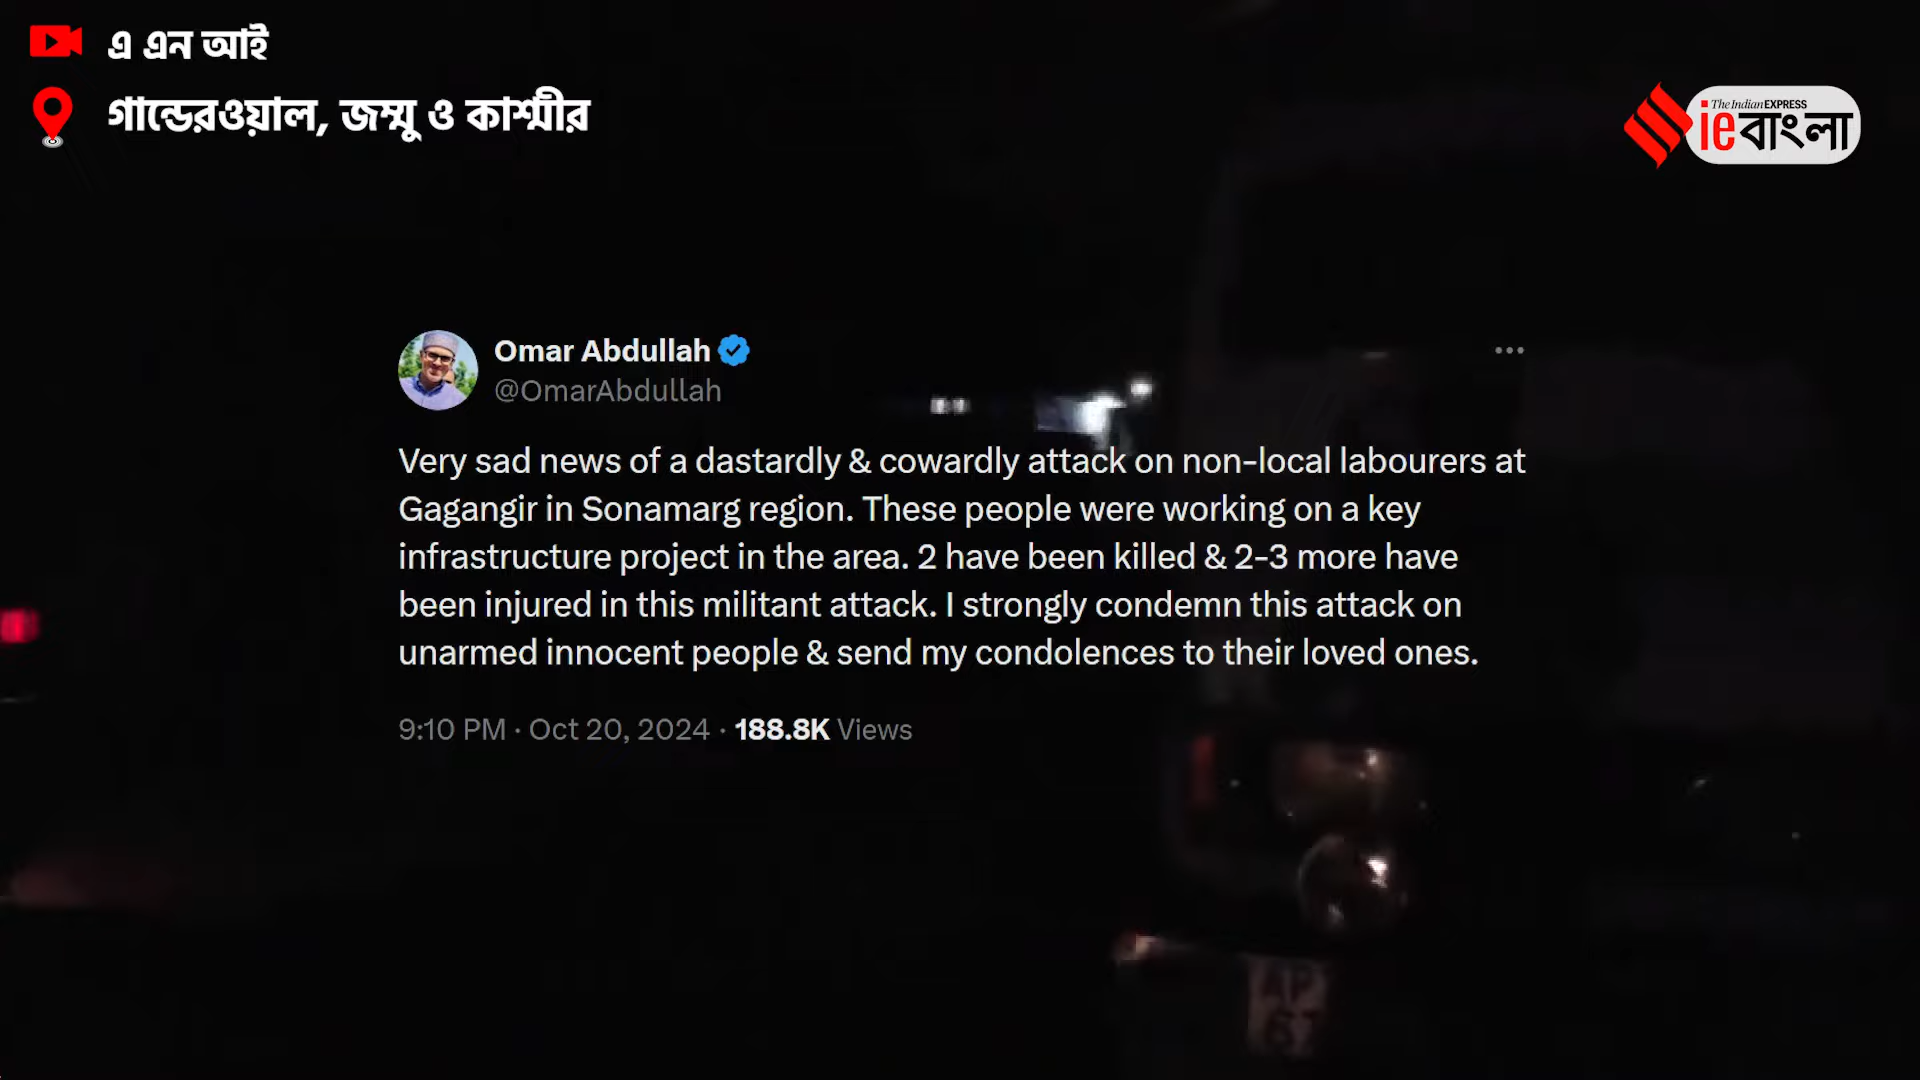 এ এন আই
গান্ডেরওয়াল, জম্মু ও কাশ্মীর
The Indian EXPRESS
ie বাংলা
Omar Abdullah
@OmarAbdullah
Very sad news of a dastardly & cowardly attack on non-local labourers at
Gagangir in Sonamarg region. These people were working on a key
infrastructure project in the area. 2 have been killed & 2-3 more have
been injured in this militant attack. I strongly condemn this attack on
unarmed innocent people & send my condolences to their loved ones.
9:10 PM · Oct 20, 2024 · 188.8K Views